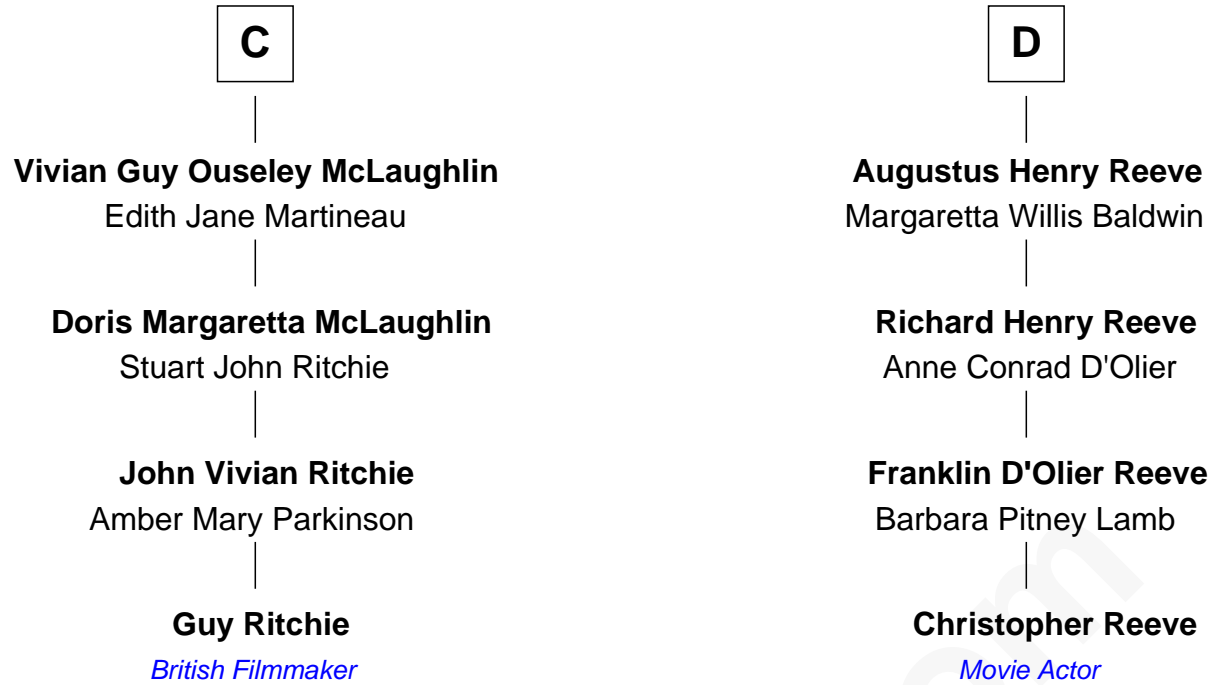 C
Vivian Guy Ouseley McLaughlin
Edith Jane Martineau
Doris Margaretta McLaughlin
Stuart John Ritchie
John Vivian Ritchie
Amber Mary Parkinson
Guy Ritchie
British Filmmaker
D
Augustus Henry Reeve
Margaretta Willis Baldwin
Richard Henry Reeve
Anne Conrad D'Olier
Franklin D'Olier Reeve
Barbara Pitney Lamb
Christopher Reeve
Movie Actor
om